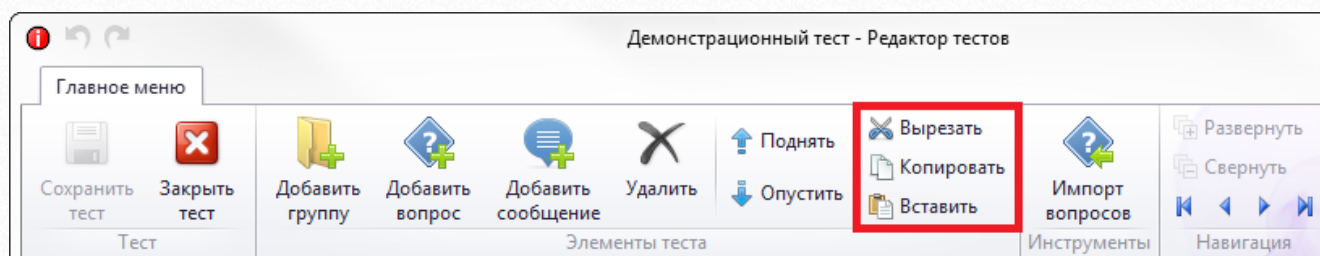 Демонстрационный тест - Редактор тестов
Главное меню
Сохранить тест
Закрыть тест
Добавить группу
Добавить вопрос
Добавить сообщение
Удалить
Поднять
Опустить
Вырезать
Копировать
Вставить
Импорт вопросов
Развернуть
Свернуть
Тест
Элементы теста
Инструменты
Навигация